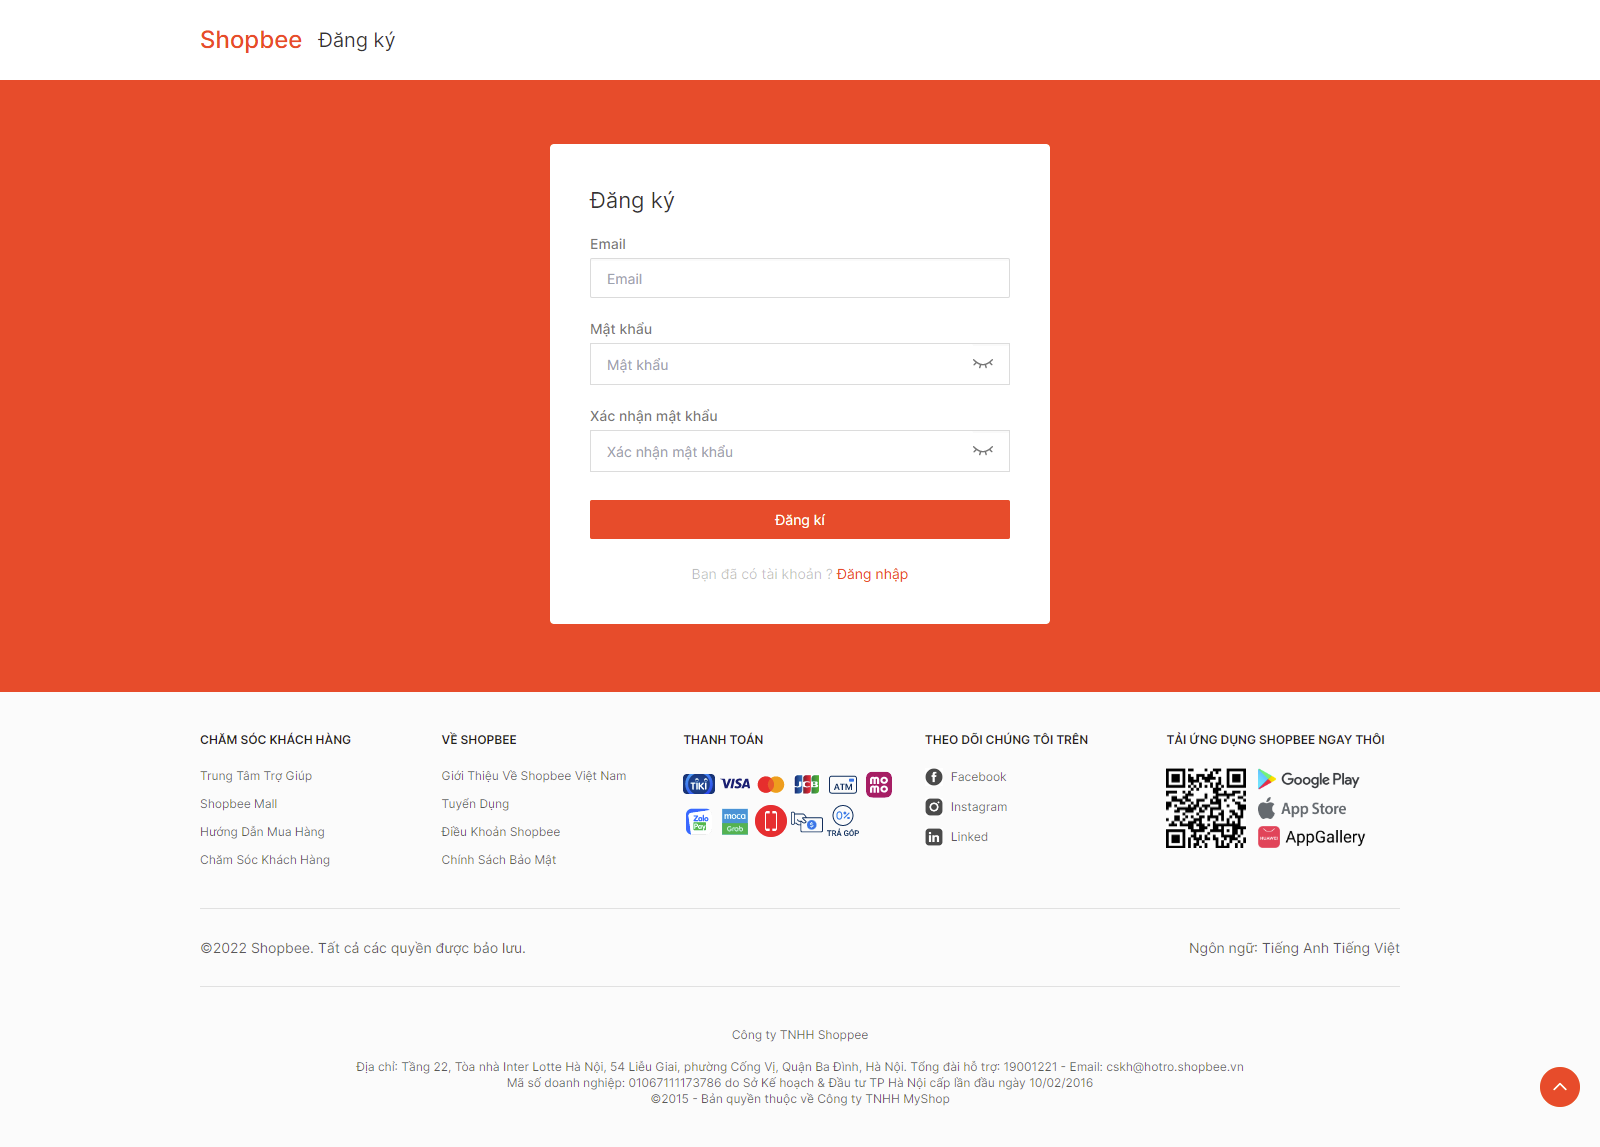 Shopbee Đăng ký
Đăng ký
Email
Email
Mật khẩu
Mật khẩu
Xác nhận mật khẩu
Xác nhận mật khẩu
Đăng kí
Bạn đã có tài khoản ? Đăng nhập
CHĂM SÓC KHÁCH HÀNG
Trung Tâm Trợ Giúp
Shopbee Mall
Hướng Dẫn Mua Hàng
Chăm Sóc Khách Hàng
VỀ SHOPBEE
Giới Thiệu Về Shopbee Việt Nam
Tuyển Dụng
Điều Khoản Shopbee
Chính Sách Bảo Mật
THANH TOÁN
TIKI VISA JCB ATM mo mo
Zalo Pay moca Grab 0% TRẢ GÓP
THEO DÕI CHÚNG TÔI TRÊN
Facebook
Instagram
Linked
TẢI ỨNG DỤNG SHOPBEE NGAY THÔI
Google Play
App Store
HUAWEI AppGallery
©2022 Shopbee. Tất cả các quyền được bảo lưu.
Ngôn ngữ: Tiếng Anh Tiếng Việt
Công ty TNHH Shoppee
Địa chỉ: Tầng 22, Tòa nhà Inter Lotte Hà Nội, 54 Liễu Giai, phường Cống Vị, Quận Ba Đình, Hà Nội. Tổng đài hỗ trợ: 19001221 - Email: cskh@hotro.shopbee.vn
Mã số doanh nghiệp: 01067111173786 do Sở Kế hoạch & Đầu tư TP Hà Nội cấp lần đầu ngày 10/02/2016
©2015 - Bản quyền thuộc về Công ty TNHH MyShop